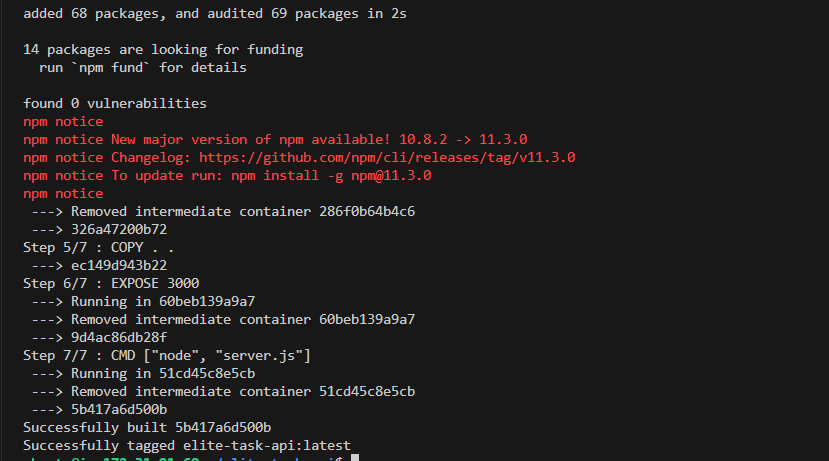 added 68 packages, and audited 69 packages in 2s
14 packages are looking for funding
run `npm fund` for details
found 0 vulnerabilities
npm notice
npm notice New major version of npm available! 10.8.2 -> 11.3.0
npm notice Changelog: https://github.com/npm/cli/releases/tag/v11.3.0
npm notice To update run: npm install -g npm@11.3.0
npm notice
---> Removed intermediate container 286f0b64b4c6
---> 326a47200b72
Step 5/7 : COPY . .
---> ec149d943b22
Step 6/7 : EXPOSE 3000
---> Running in 60beb139a9a7
---> Removed intermediate container 60beb139a9a7
---> 9d4ac86db28f
Step 7/7 : CMD ["node", "server.js"]
---> Running in 51cd45c8e5cb
---> Removed intermediate container 51cd45c8e5cb
---> 5b417a6d500b
Successfully built 5b417a6d500b
Successfully tagged elite-task-api:latest